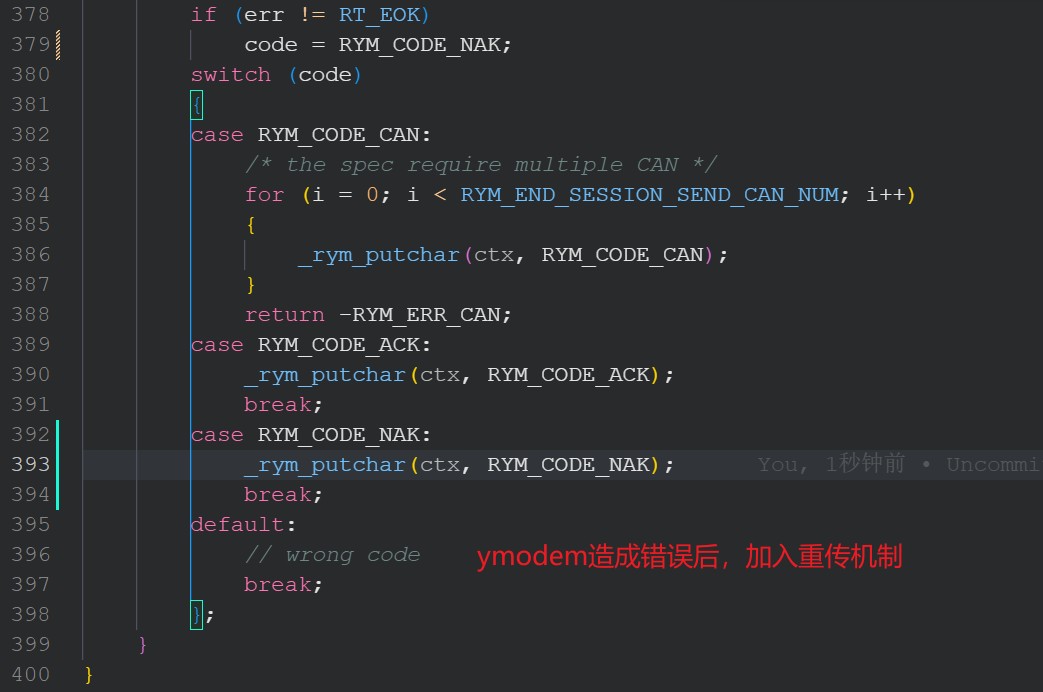 378 if (err != RT_EOK)
379 code = RYM_CODE_NAK;
380 switch (code)
381 {
382 case RYM_CODE_CAN:
383 /* the spec require multiple CAN */
384 for (i = 0; i < RYM_END_SESSION_SEND_CAN_NUM; i++)
385 {
386 _rym_putchar(ctx, RYM_CODE_CAN);
387 }
388 return -RYM_ERR_CAN;
389 case RYM_CODE_ACK:
390 _rym_putchar(ctx, RYM_CODE_ACK);
391 break;
392 case RYM_CODE_NAK:
393 _rym_putchar(ctx, RYM_CODE_NAK); You, 1秒钟前 • Uncommi
394 break;
395 default:
396 // wrong code ymodem造成错误后，加入重传机制
397 break;
398 };
399 }
400 }